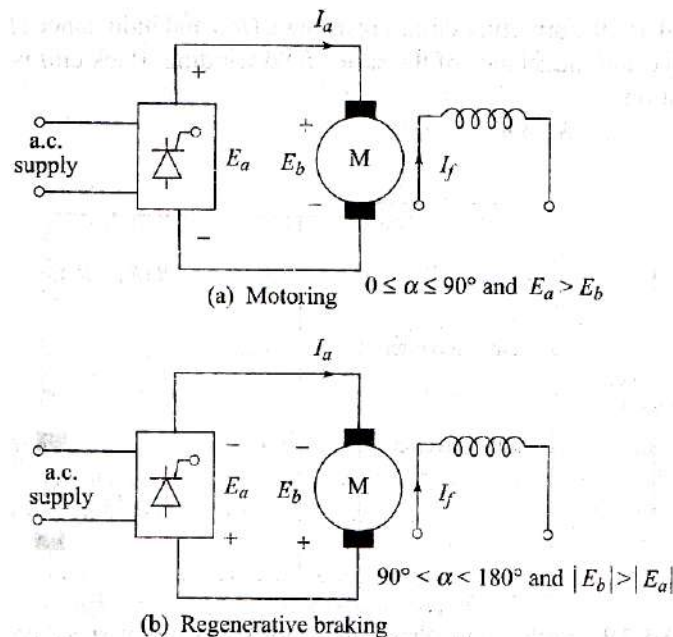 I_a
+
+
a.c.
supply
E_a
E_b
M
I_f
−
−
0 ≤ α ≤ 90° and E_a > E_b
(a) Motoring
I_a
−
−
a.c.
supply
E_a
E_b
M
I_f
+
+
90° < α < 180° and |E_b| > |E_a|
(b) Regenerative braking